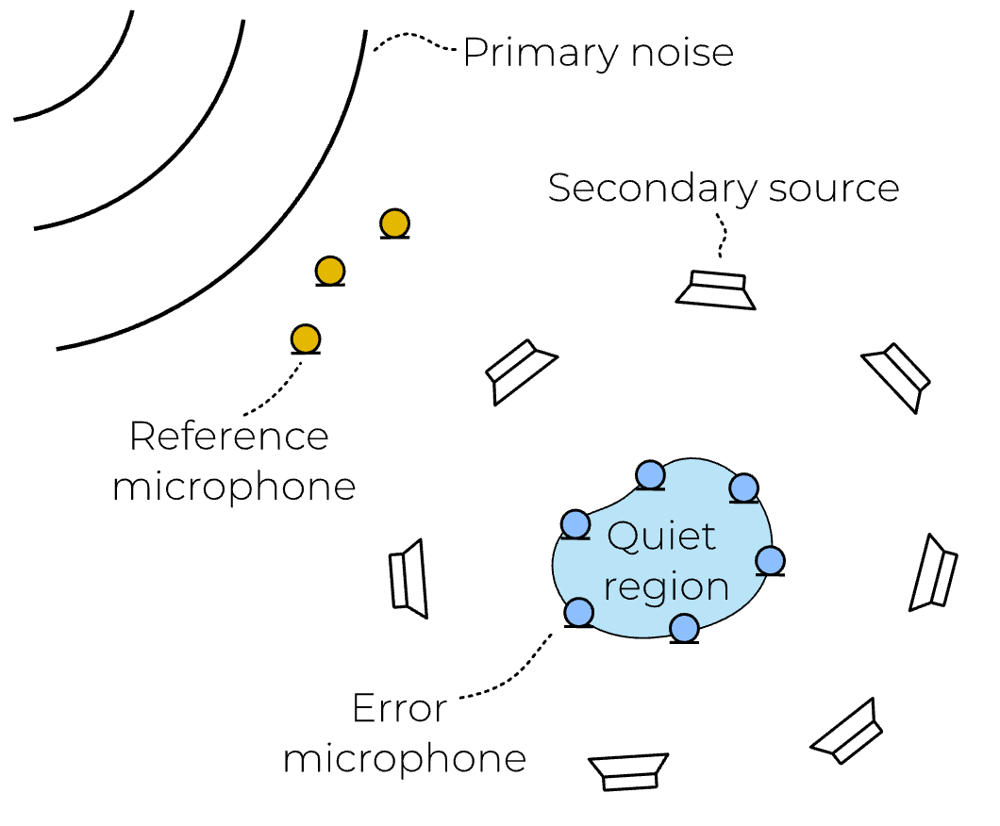 Primary noise
Secondary source
Reference
microphone
Quiet
region
Error
microphone